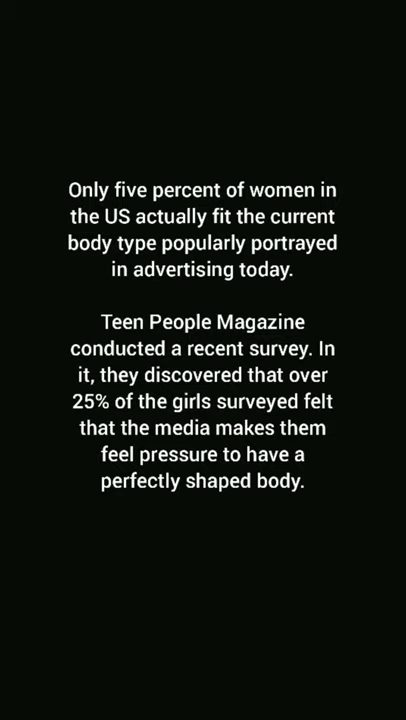 Only five percent of women in
the US actually fit the current
body type popularly portrayed
in advertising today.
Teen People Magazine
conducted a recent survey. In
it, they discovered that over
25% of the girls surveyed felt
that the media makes them
feel pressure to have a
perfectly shaped body.